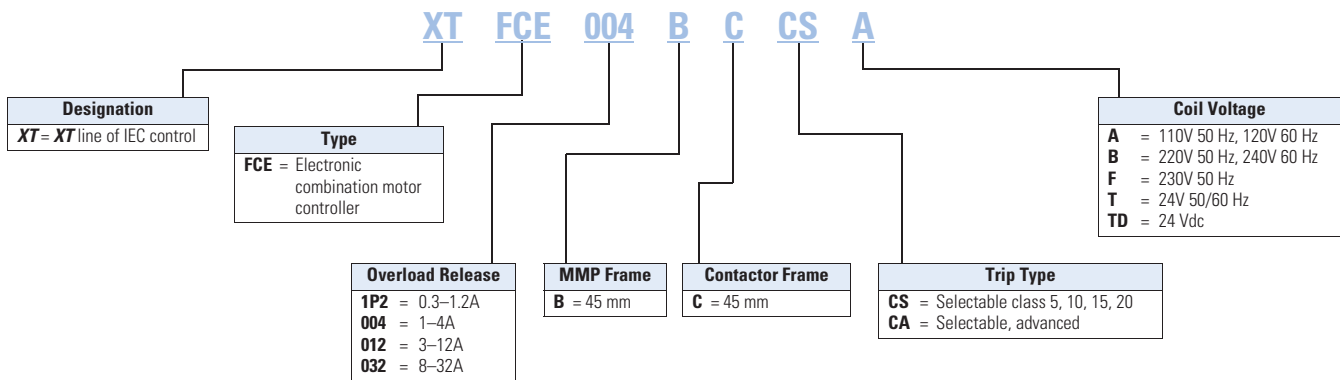 XT FCE 004 B C CS A
Designation
XT = XT line of IEC control
Type
FCE = Electronic
combination motor
controller
Overload Release
1P2 = 0.3–1.2A
004 = 1–4A
012 = 3–12A
032 = 8–32A
MMP Frame
B = 45 mm
Contactor Frame
C = 45 mm
Trip Type
CS = Selectable class 5, 10, 15, 20
CA = Selectable, advanced
Coil Voltage
A = 110V 50 Hz, 120V 60 Hz
B = 220V 50 Hz, 240V 60 Hz
F = 230V 50 Hz
T = 24V 50/60 Hz
TD = 24 Vdc